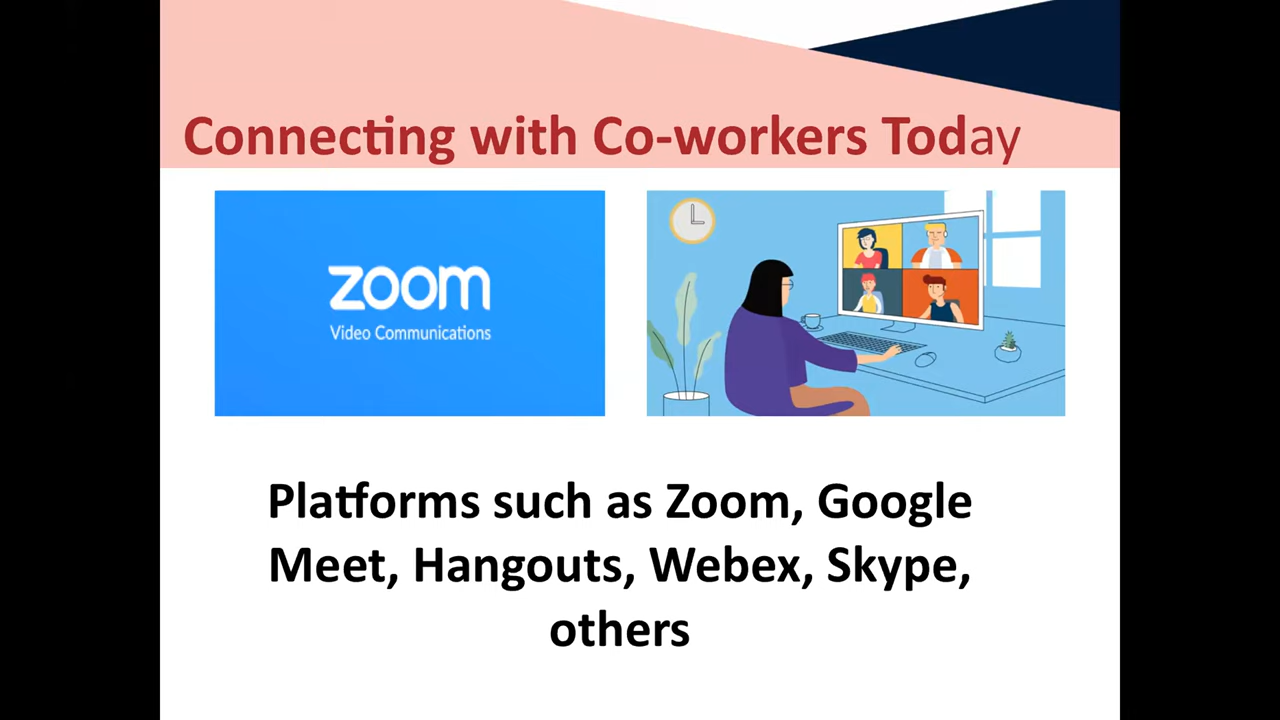 Connecting with Co-workers Today
zoom
Video Communications
Platforms such as Zoom, Google
Meet, Hangouts, Webex, Skype,
others